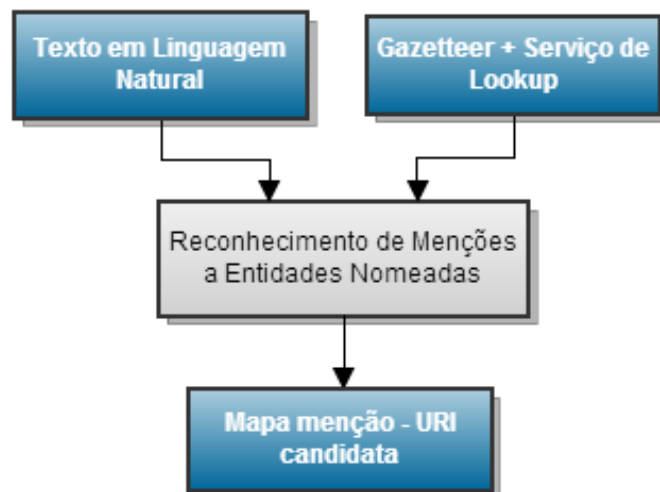 Texto em Linguagem
Natural
Gazetteer + Serviço de
Lookup
Reconhecimento de Menções
a Entidades Nomeadas
Mapa menção - URI
candidata